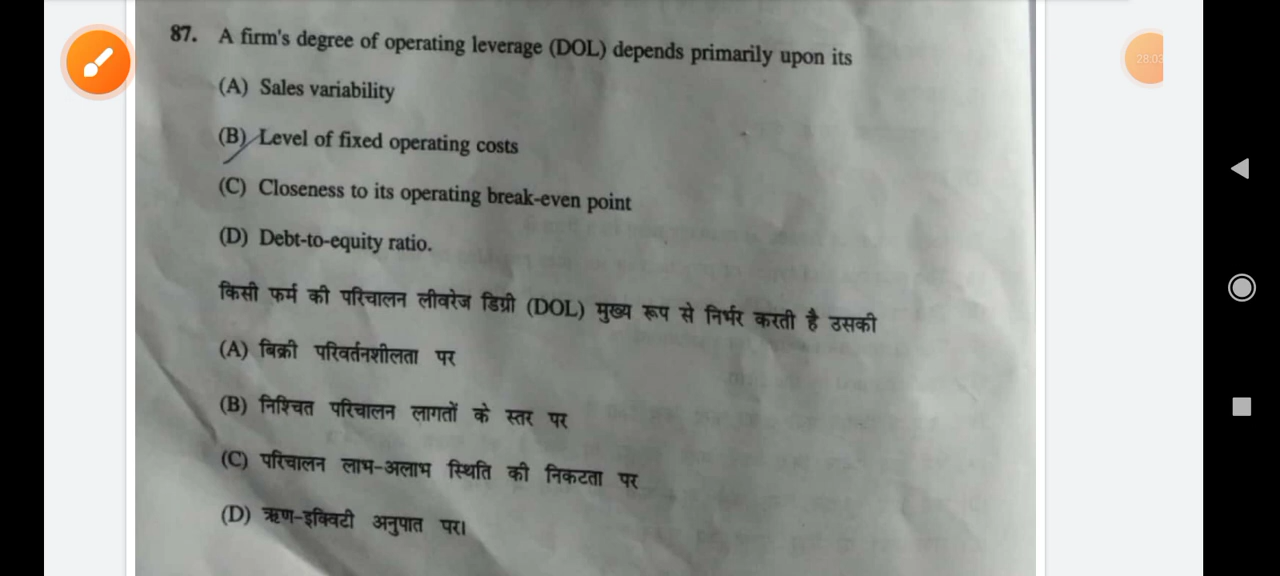 87. A firm's degree of operating leverage (DOL) depends primarily upon its
(A) Sales variability
(B) Level of fixed operating costs
(C) Closeness to its operating break-even point
(D) Debt-to-equity ratio.
किसी फर्म की परिचालन लीवरेज डिग्री (DOL) मुख्य रूप से निर्भर करती है उसकी
(A) बिक्री परिवर्तनशीलता पर
(B) निश्चित परिचालन लागतों के स्तर पर
(C) परिचालन लाभ-अलाभ स्थिति की निकटता पर
(D) ऋण-इक्विटी अनुपात पर।
28:03